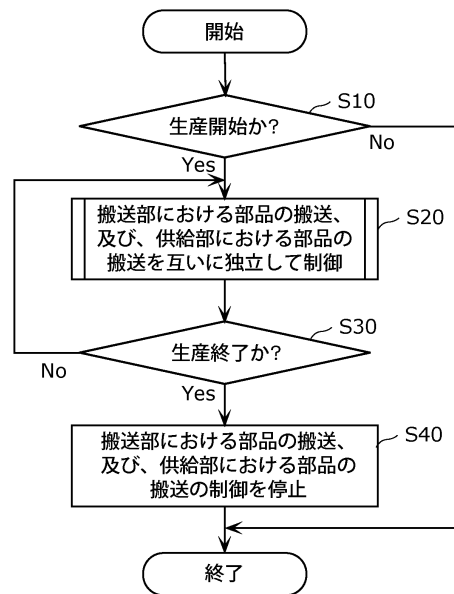 開始
S10
生産開始か?
No
Yes
搬送部における部品の搬送、
及び、供給部における部品の
搬送を互いに独立して制御
S20
S30
生産終了か?
No
Yes
搬送部における部品の搬送、
及び、供給部における部品の
搬送の制御を停止
S40
終了